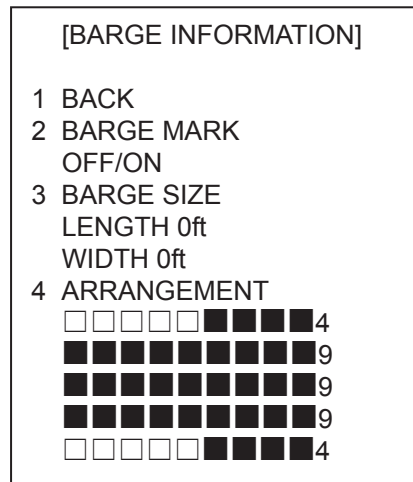 [BARGE INFORMATION]
1 BACK
2 BARGE MARK
OFF/ON
3 BARGE SIZE
LENGTH 0ft
WIDTH 0ft
4 ARRANGEMENT
□□□□□■■■■4
■■■■■■■■■9
■■■■■■■■■9
■■■■■■■■■9
□□□□□■■■■4